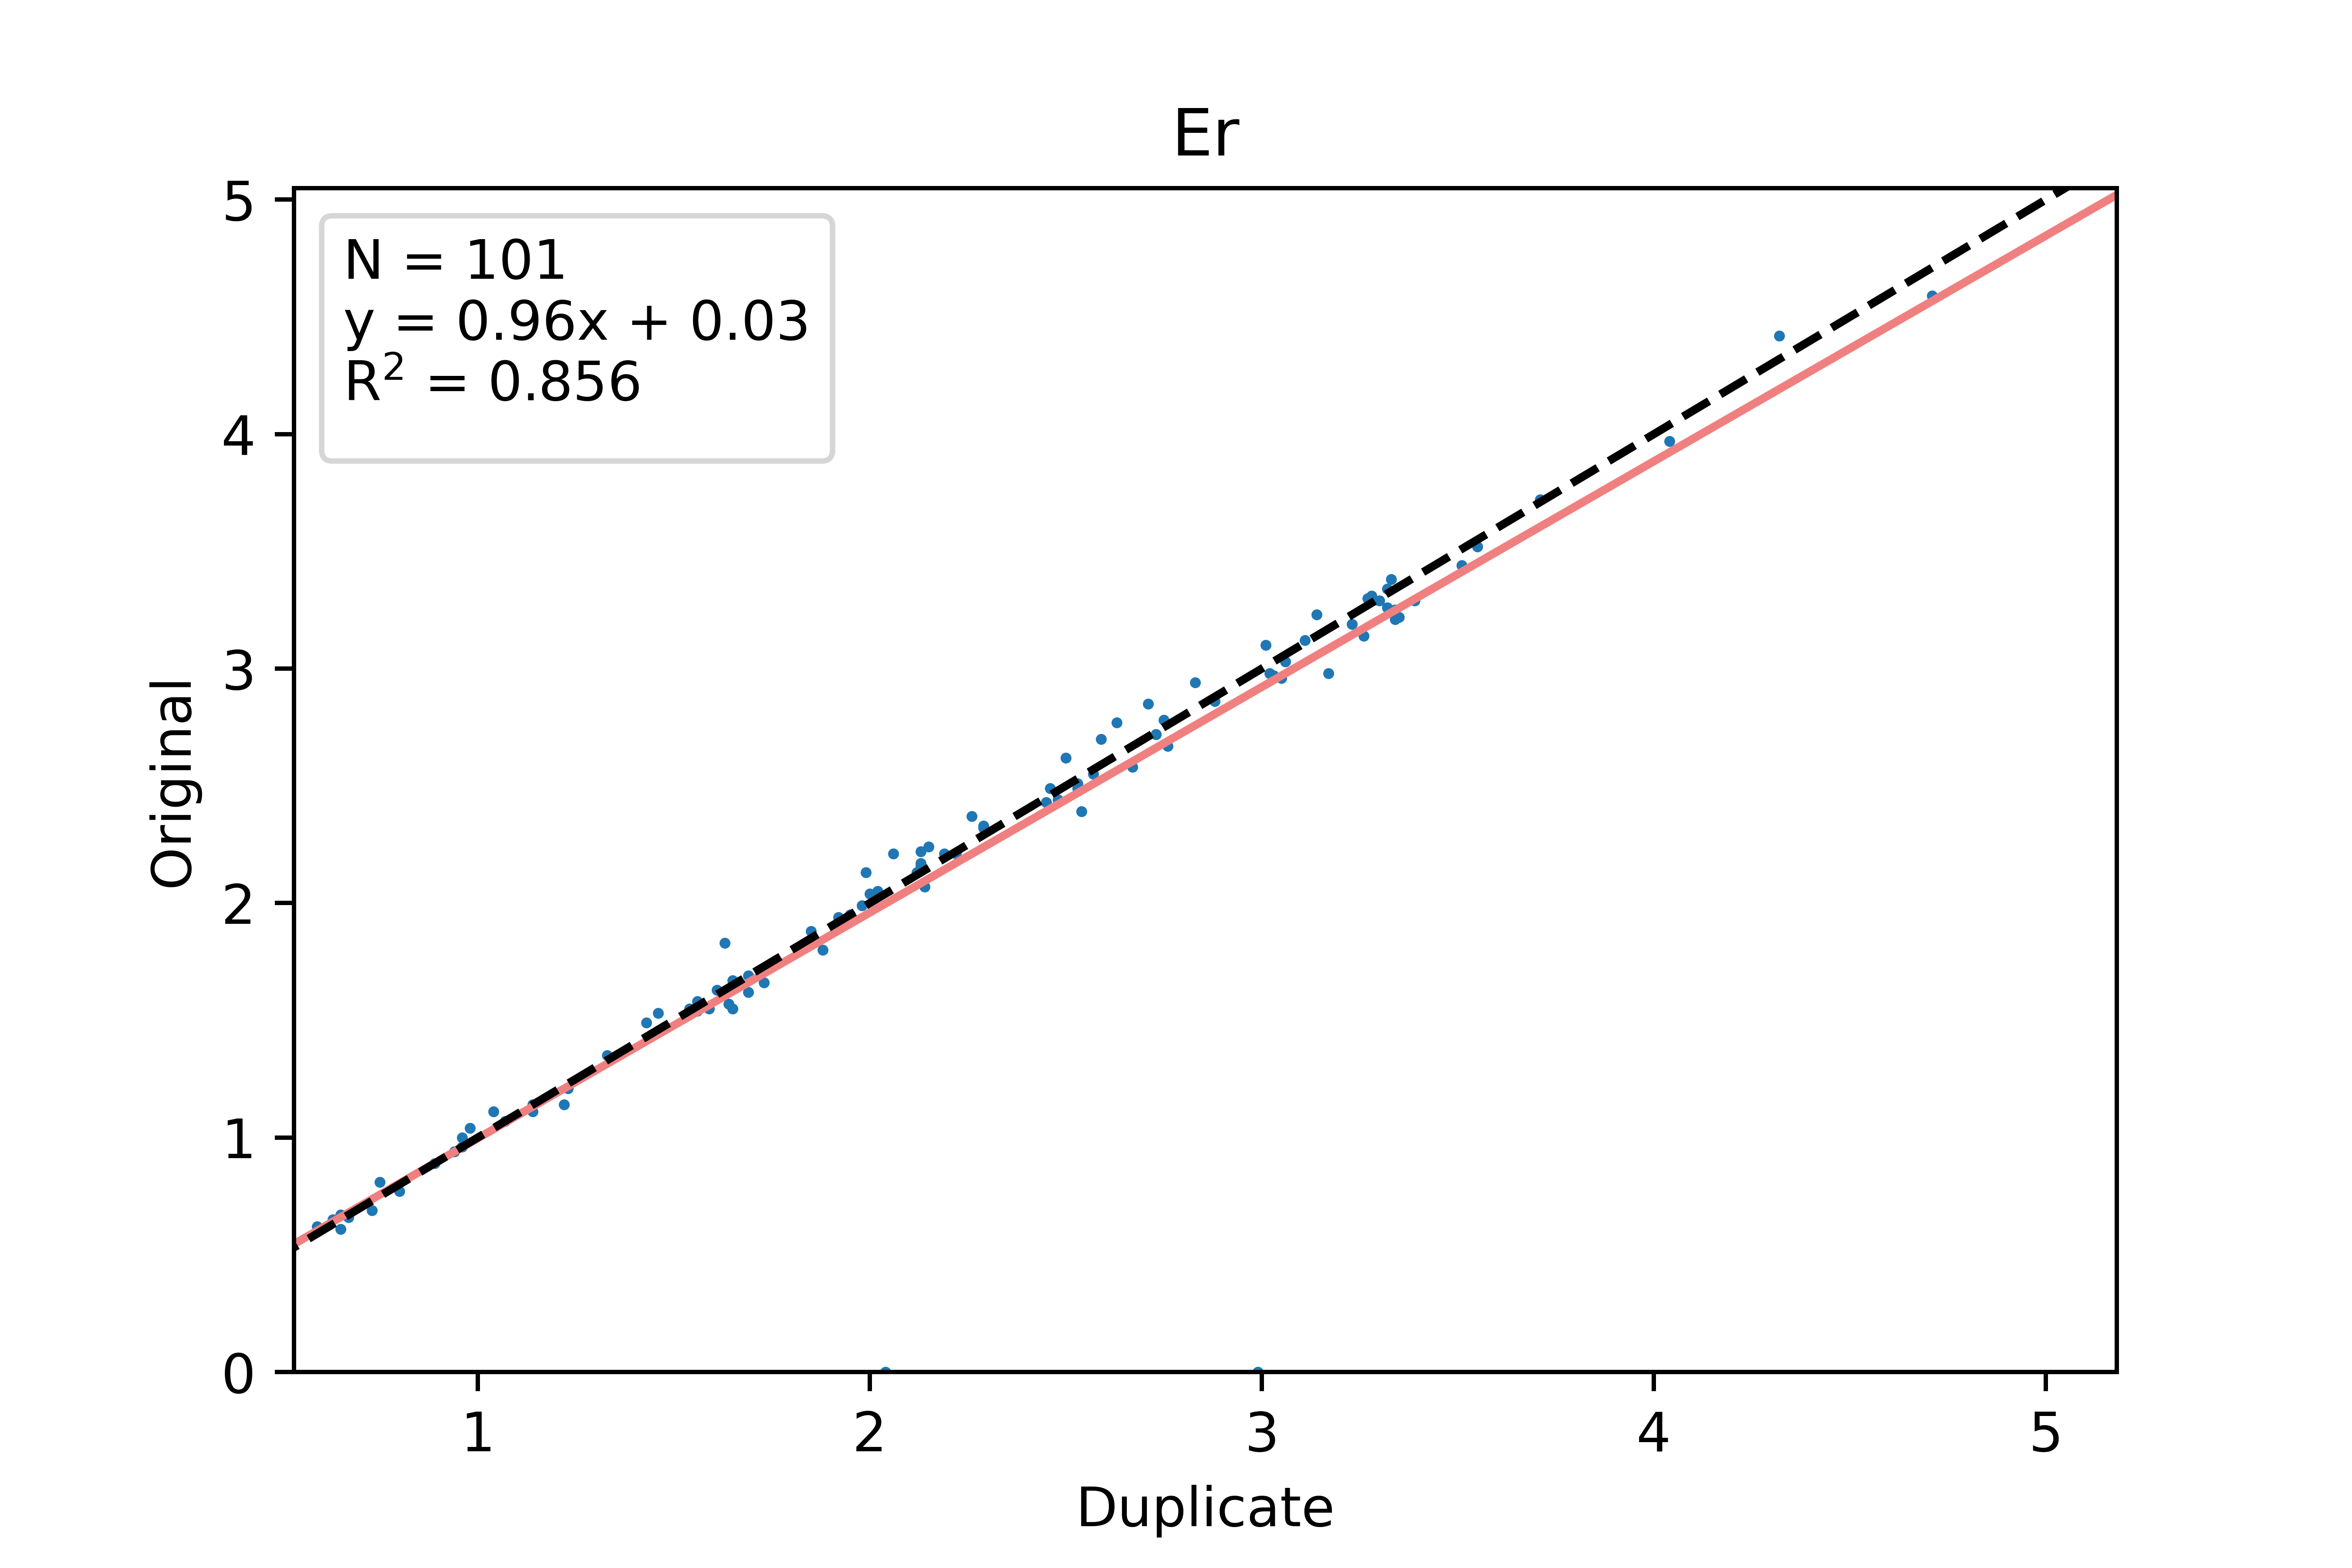 Er
N = 101
y = 0.96x + 0.03
R² = 0.856
5
4
3
2
1
0
Original
1 2 3 4 5
Duplicate